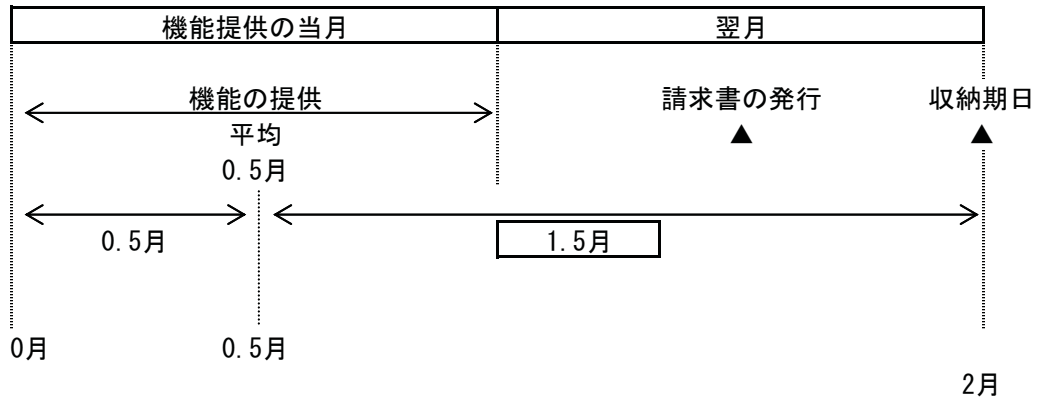 機能提供の当月 翌月
機能の提供 請求書の発行 収納期日
平均 ▲ ▲
0.5月
0.5月 1.5月
0月 0.5月
2月